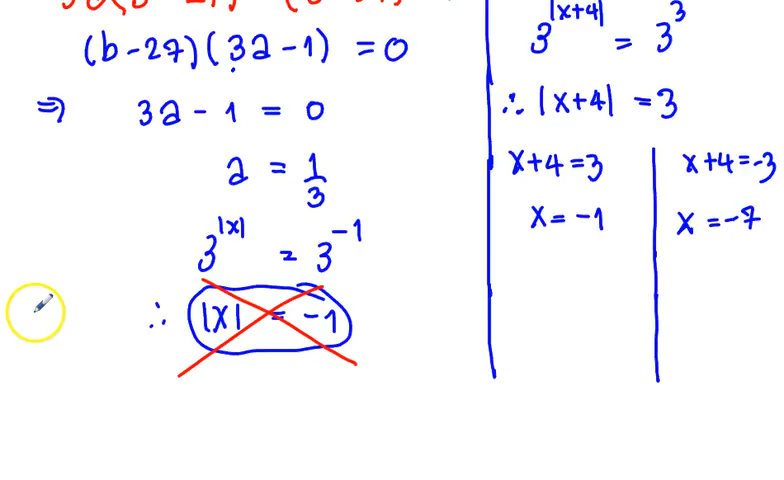 (b-27)(3a-1) = 0
⇒ 3a - 1 = 0
a = 1/3
3^|x| = 3^-1
∴ |x| = -1
3^|x+4| = 3^3
∴ |x+4| = 3
x+4 = 3
x = -1
x+4 = -3
x = -7